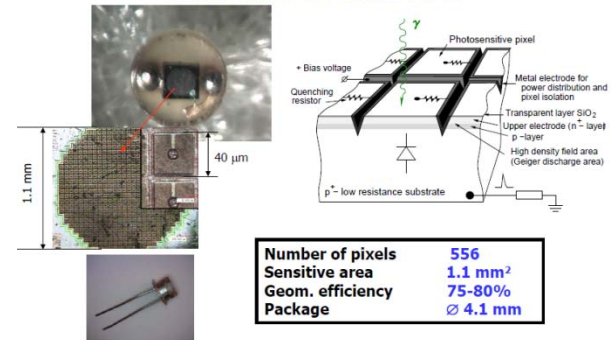 γ
Photosensitive pixel
+ Bias voltage
Metal electrode for
power distribution and
pixel isolation
Quenching
resistor
Transparent layer SiO2
Upper electrode (n+– layer)
p –layer
High density field area
(Geiger discharge area)
p+– low resistance substrate
40 μm
1.1 mm
Number of pixels 556
Sensitive area 1.1 mm²
Geom. efficiency 75-80%
Package ∅ 4.1 mm